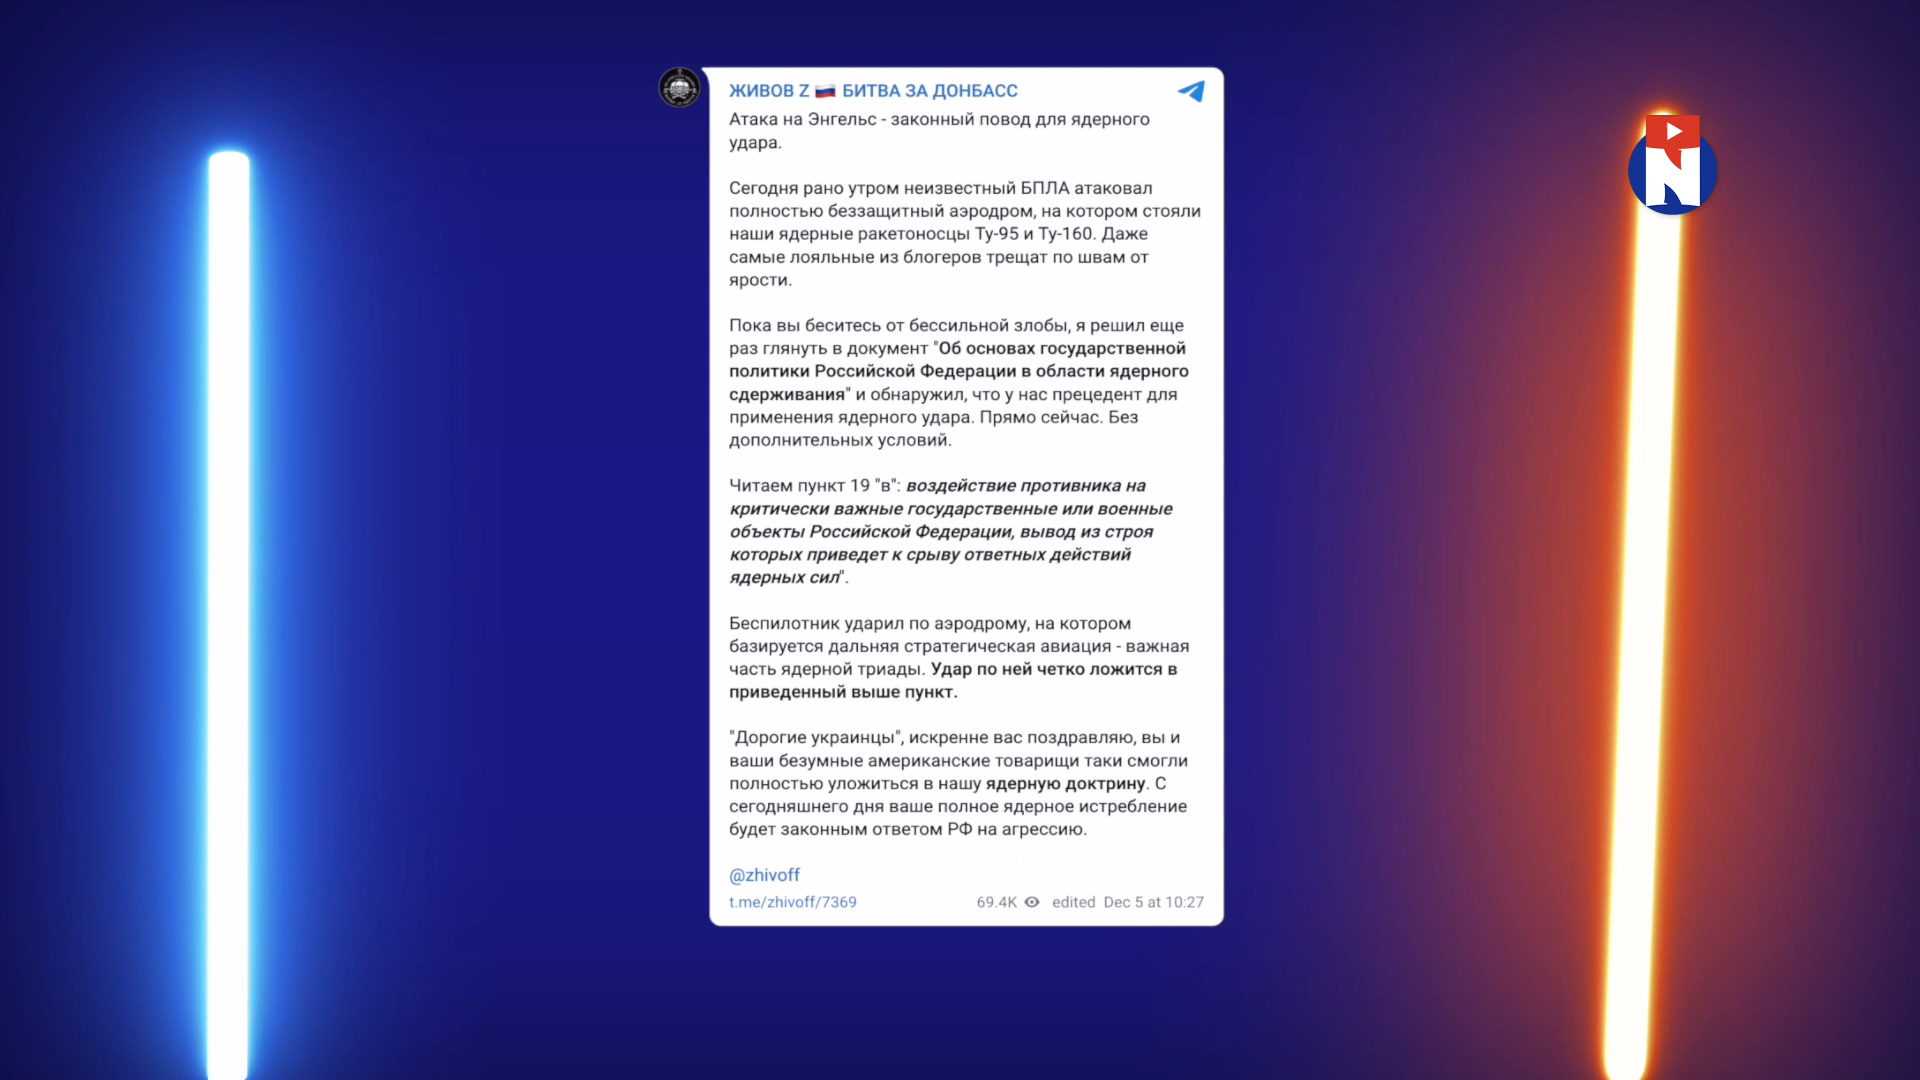 ЖИВОВ Z 🇷🇺 БИТВА ЗА ДОНБАСС
Атака на Энгельс - законный повод для ядерного
удара.
Сегодня рано утром неизвестный БПЛА атаковал
полностью беззащитный аэродром, на котором стояли
наши ядерные ракетоносцы Ту-95 и Ту-160. Даже
самые лояльные из блогеров трещат по швам от
ярости.
Пока вы беситесь от бессильной злобы, я решил еще
раз глянуть в документ "Об основах государственной
политики Российской Федерации в области ядерного
сдерживания" и обнаружил, что у нас прецедент для
применения ядерного удара. Прямо сейчас. Без
дополнительных условий.
Читаем пункт 19 "в": воздействие противника на
критически важные государственные или военные
объекты Российской Федерации, вывод из строя
которых приведет к срыву ответных действий
ядерных сил".
Беспилотник ударил по аэродрому, на котором
базируется дальняя стратегическая авиация - важная
часть ядерной триады. Удар по ней четко ложится в
приведенный выше пункт.
"Дорогие украинцы", искренне вас поздравляю, вы и
ваши безумные американские товарищи таки смогли
полностью уложиться в нашу ядерную доктрину. С
сегодняшнего дня ваше полное ядерное истребление
будет законным ответом РФ на агрессию.
@zhivoff
t.me/zhivoff/7369 69.4K edited Dec 5 at 10:27
N